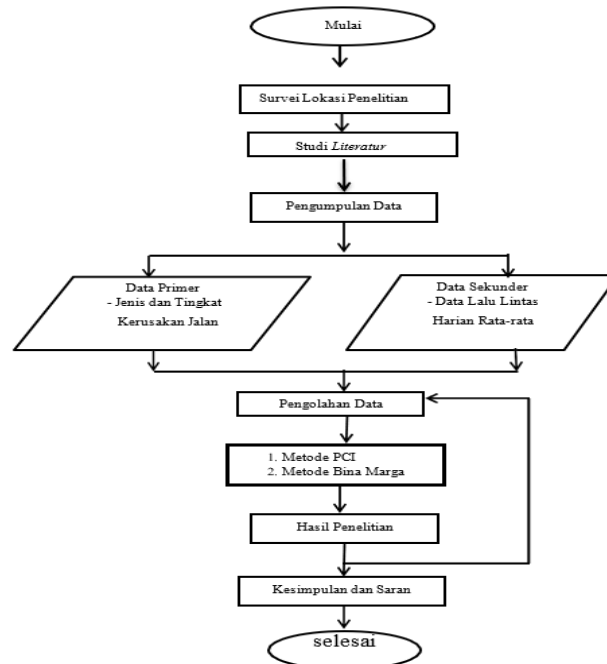 Mulai
Survei Lokasi Penelitian
Studi Literatur
Pengumpulan Data
Data Primer
- Jenis dan Tingkat
Kerusakan Jalan
Data Sekunder
- Data Lalu Lintas
Harian Rata-rata
Pengolahan Data
1. Metode PCI
2. Metode Bina Marga
Hasil Penelitian
Kesimpulan dan Saran
selesai